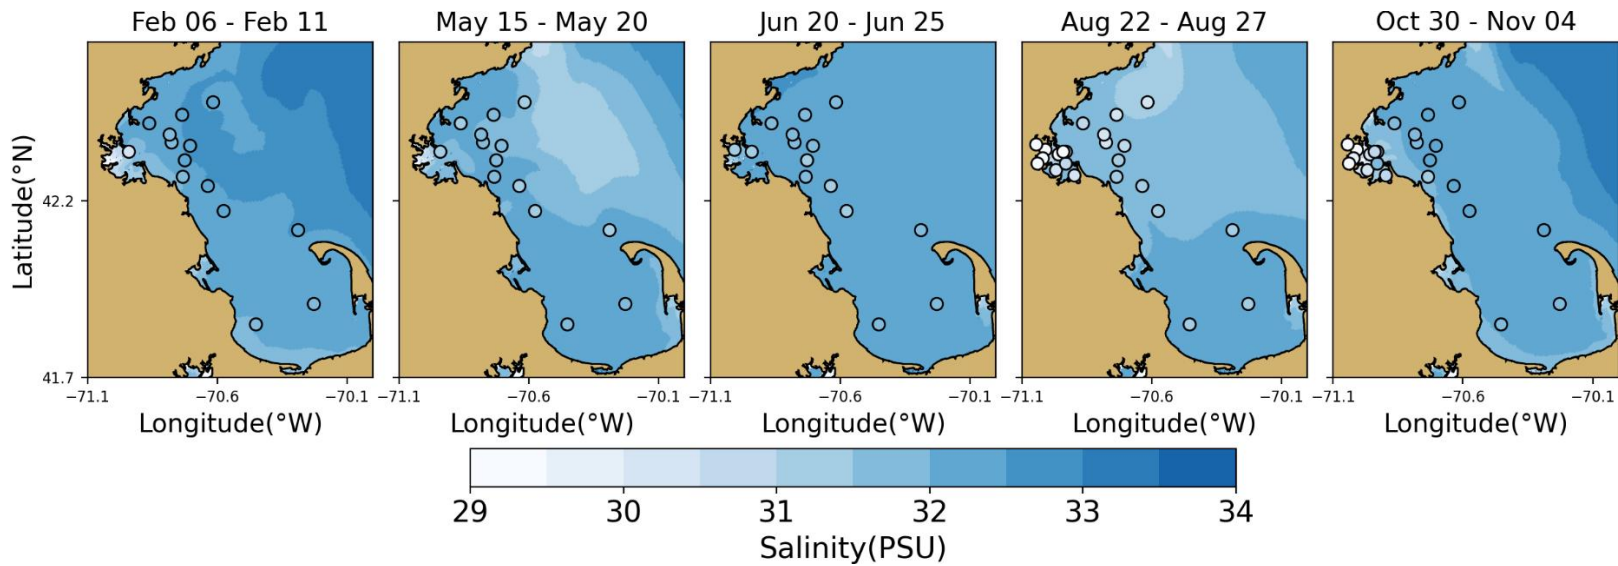 Feb 06 - Feb 11
May 15 - May 20
Jun 20 - Jun 25
Aug 22 - Aug 27
Oct 30 - Nov 04
Latitude(°N)
42.2
41.7
−71.1 −70.6 −70.1
−71.1 −70.6 −70.1
−71.1 −70.6 −70.1
−71.1 −70.6 −70.1
−71.1 −70.6 −70.1
Longitude(°W)
Longitude(°W)
Longitude(°W)
Longitude(°W)
Longitude(°W)
29 30 31 32 33 34
Salinity(PSU)